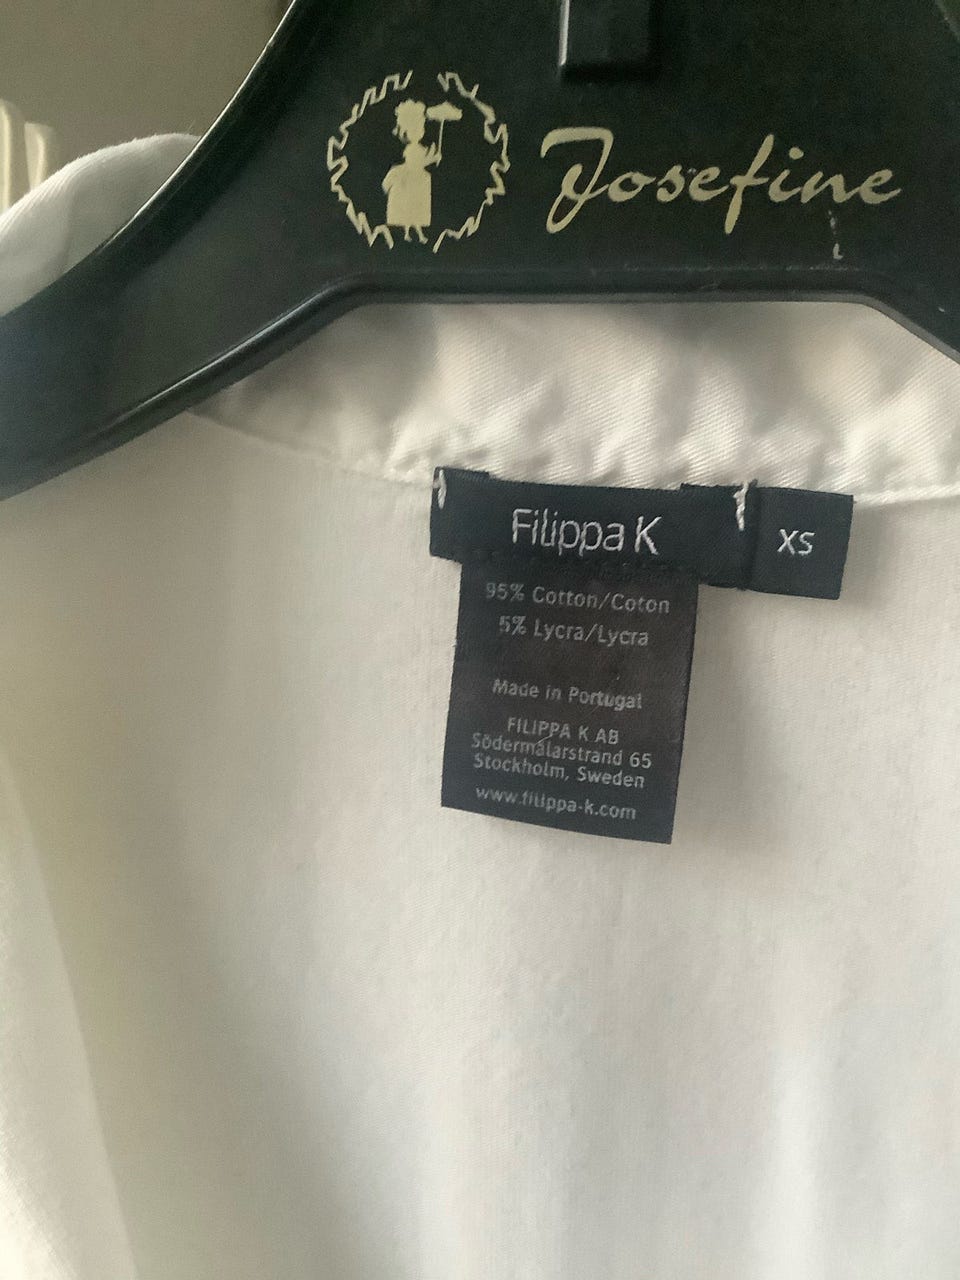 Josefine
Filippa K
XS
95% Cotton/Coton
5% Lycra/Lycra
Made in Portugal
FILIPPA K AB
Södermälarstrand 65
Stockholm, Sweden
www.filippa-k.com